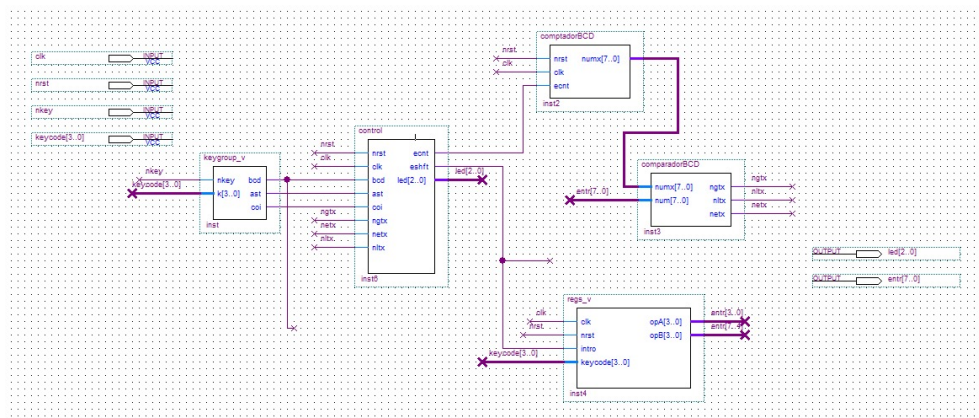 clk INPUT VCC
nrst INPUT VCC
nkey INPUT VCC
keycode[3..0] INPUT VCC
keygroup_v
nkey
keycode[3..0]
nkey bcd
k[3..0] ast
coi
inst
control
nrst.
clk
nrst ecnt
clk eshft
bcd led[2..0]
ast
coi
ngtx
netx
nltx
led[2..0]
ngtx
netx
nltx.
inst5
comptadorBCD
nrst.
clk
nrst numx[7..0]
clk
ecnt
inst2
comparadorBCD
entr[7..0]
numx[7..0] ngtx
num[7..0] nltx
netx
ngtx
nltx.
netx
inst3
OUTPUT led[2..0]
OUTPUT entr[7..0]
regs_v
clk
nrst.
keycode[3..0]
clk opA[3..0]
nrst opB[3..0]
intro
keycode[3..0]
entr[3..0]
inst4